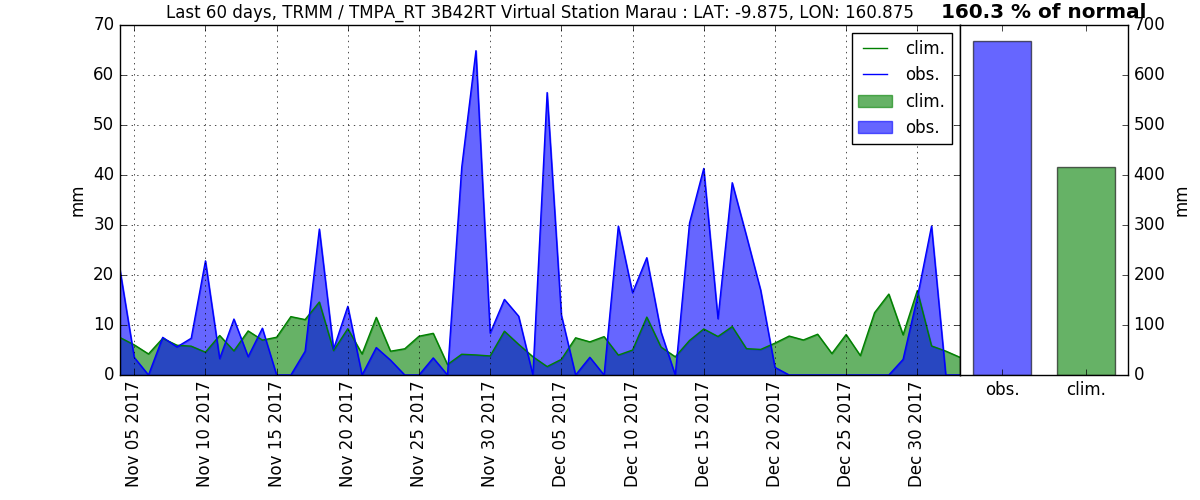 Last 60 days, TRMM / TMPA_RT 3B42RT Virtual Station Marau : LAT: -9.875, LON: 160.875
160.3 % of normal
70
60
50
40
30
20
10
0
mm
clim.
obs.
clim.
obs.
700
600
500
400
300
200
100
0
mm
Nov 05 2017
Nov 10 2017
Nov 15 2017
Nov 20 2017
Nov 25 2017
Nov 30 2017
Dec 05 2017
Dec 10 2017
Dec 15 2017
Dec 20 2017
Dec 25 2017
Dec 30 2017
obs.
clim.